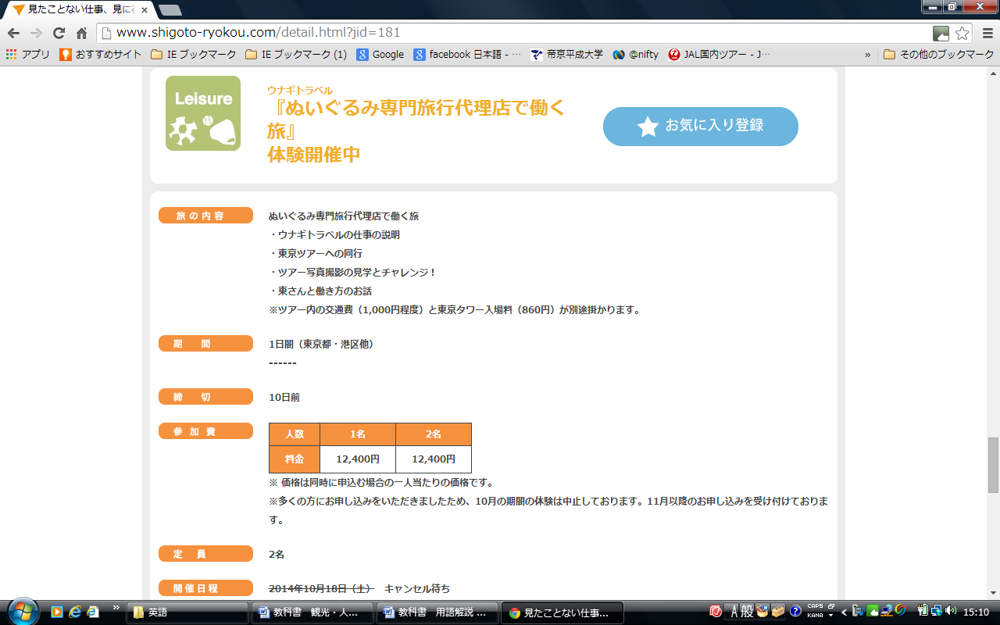 見たことない仕事、見に行
www.shigoto-ryokou.com/detail.html?jid=181
アプリ おすすめサイト IE ブックマーク IE ブックマーク (1) Google facebook 日本語 - … 帝京平成大学 @nifty JAL国内ツアー - J… » その他のブックマーク
Leisure
ウナギトラベル
『ぬいぐるみ専門旅行代理店で働く
旅』
体験開催中
お気に入り登録
旅の内容 ぬいぐるみ専門旅行代理店で働く旅
・ウナギトラベルの仕事の説明
・東京ツアーへの同行
・ツアー写真撮影の見学とチャレンジ！
・東さんと働き方のお話
※ツアー内の交通費（1,000円程度）と東京タワー入場料（860円）が別途掛かります。
期 間 1日間（東京都・港区他）
------
締 切 10日前
参 加 費 人数 1名 2名
料金 12,400円 12,400円
※ 価格は同時に申込む場合の一人当たりの価格です。
※多くの方にお申し込みをいただきましたため、10月の期間の体験は中止しております。11月以降のお申し込みを受け付けておりま
す。
定 員 2名
開催日程 2014年10月18日（土） キャンセル待ち
» 英語 教科書 観光・人... 教科書 用語解説 ... 見たことない仕事... A 般 CAPS KANA 15:10